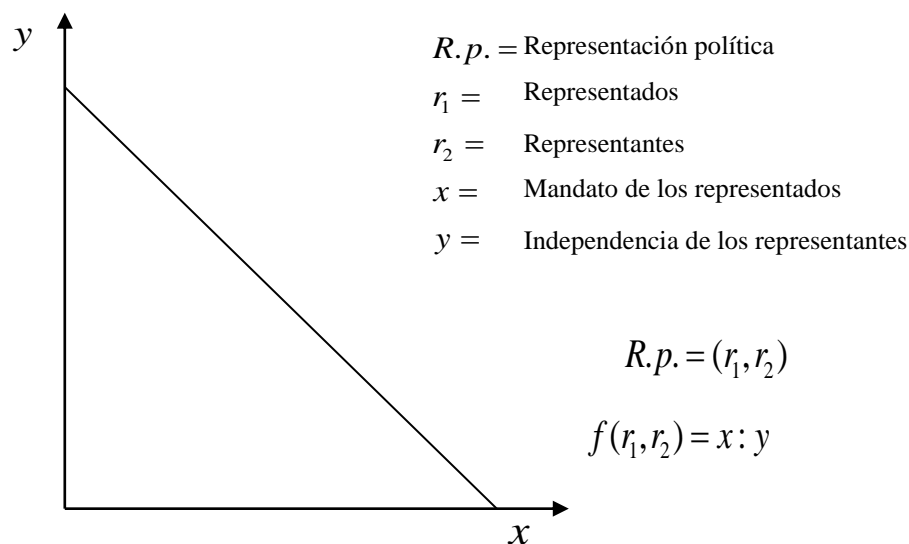 y
R.p. = Representación política
r₁ = Representados
r₂ = Representantes
x = Mandato de los representados
y = Independencia de los representantes
R.p. = (r₁, r₂)
f(r₁, r₂) = x : y
x